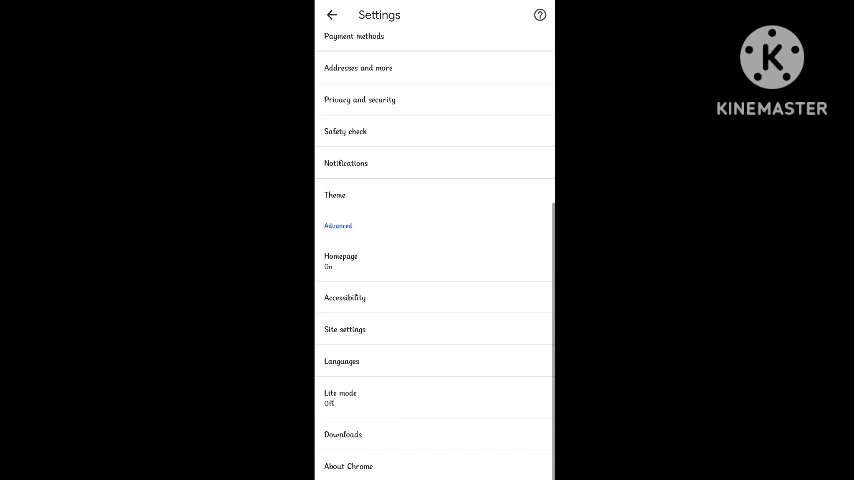 Settings
Payment methods
Addresses and more
Privacy and security
Safety check
Notifications
Theme
Advanced
Homepage
On
Accessibility
Site settings
Languages
Lite mode
Off
Downloads
About Chrome
K
KINEMASTER